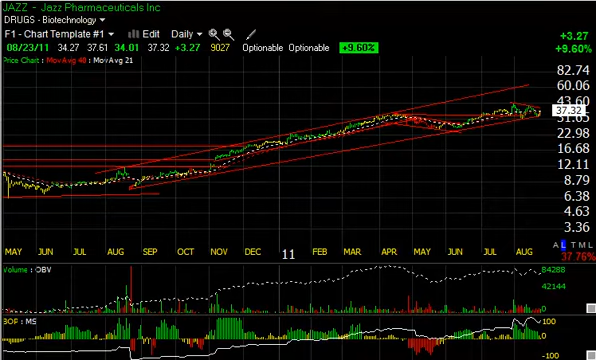 JAZZ - Jazz Pharmaceuticals Inc
DRUGS - Biotechnology
F1 - Chart Template #1 Edit Daily +3.27
08/23/11 34.27 37.61 34.01 37.32 +3.27 9027 Optionable Optionable +9.60% +9.60%
Price Chart : MovAvg 40 : MovAvg 21
82.74
60.06
43.60
37.32
31.65
22.98
16.68
12.11
8.79
6.38
4.63
3.36
MAY JUN JUL AUG SEP OCT NOV DEC 11 FEB MAR APR MAY JUN JUL AUG A L T M L
37.76%
Volume : OBV
84288
42144
BOP : MS
100
0
-100